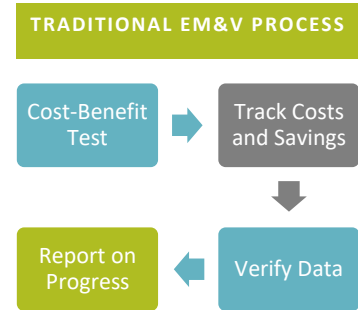 TRADITIONAL EM&V PROCESS
Cost-Benefit
Test
Track Costs
and Savings
Verify Data
Report on
Progress